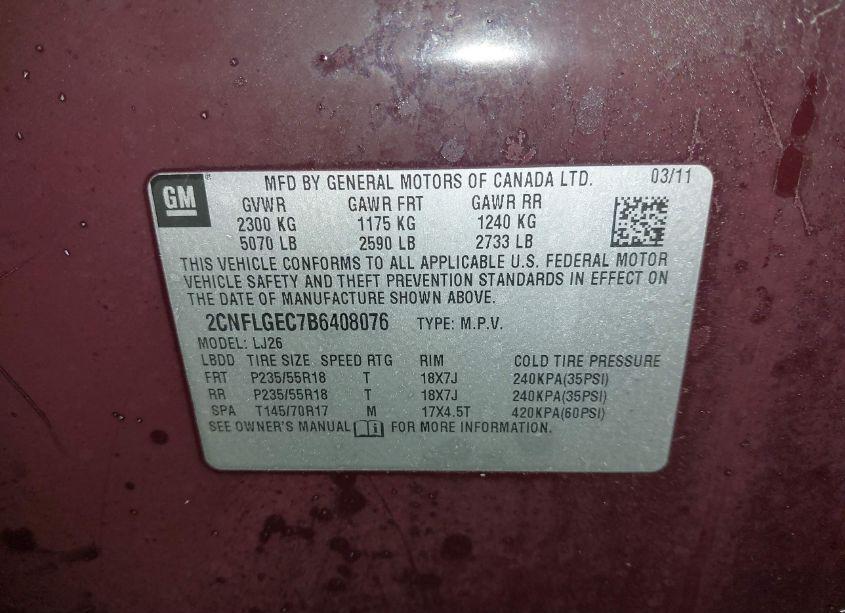 GM
MFD BY GENERAL MOTORS OF CANADA LTD. 03/11
GVWR GAWR FRT GAWR RR
2300 KG 1175 KG 1240 KG
5070 LB 2590 LB 2733 LB
THIS VEHICLE CONFORMS TO ALL APPLICABLE U.S. FEDERAL MOTOR
VEHICLE SAFETY AND THEFT PREVENTION STANDARDS IN EFFECT ON
THE DATE OF MANUFACTURE SHOWN ABOVE.
2CNFLGEC7B6408076 TYPE: M.P.V.
MODEL: LJ26
LBDD TIRE SIZE SPEED RTG RIM COLD TIRE PRESSURE
FRT P235/55R18 T 18X7J 240KPA(35PSI)
RR P235/55R18 T 18X7J 240KPA(35PSI)
SPA T145/70R17 M 17X4.5T 420KPA(60PSI)
SEE OWNER'S MANUAL FOR MORE INFORMATION.